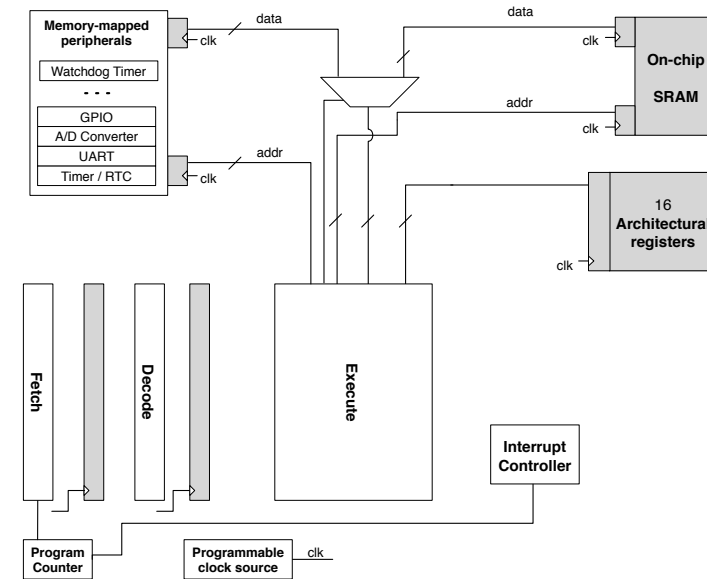 Memory-mapped
peripherals
Watchdog Timer
- - -
GPIO
A/D Converter
UART
Timer / RTC
clk
data
addr
clk
data
clk
addr
clk
On-chip
SRAM
16
Architectural
registers
clk
Fetch
Decode
Execute
Interrupt
Controller
Program
Counter
Programmable
clock source
clk